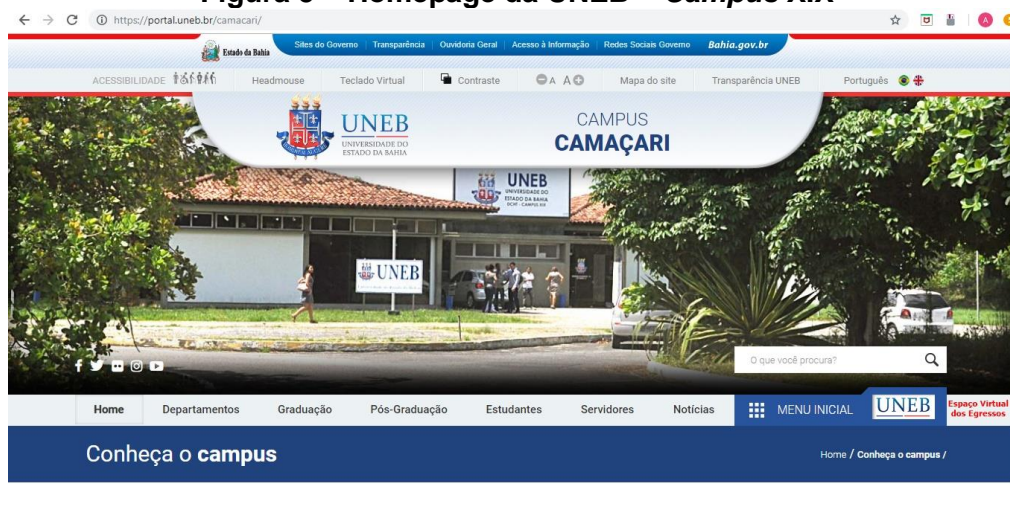 Homepage da UNEB
https://portal.uneb.br/camacari/
Estado da Bahia
Sites do Governo
Transparência
Ouvidoria Geral
Acesso à Informação
Redes Sociais Governo
Bahia.gov.br
ACESSIBILIDADE
Headmouse
Teclado Virtual
Contraste
A A
Mapa do site
Transparência UNEB
Português
UNEB
UNIVERSIDADE DO
ESTADO DA BAHIA
CAMPUS
CAMAÇARI
UNEB
UNIVERSIDADE DO
ESTADO DA BAHIA
DCHT - CAMPUS XIX
UNEB
O que você procura?
Home
Departamentos
Graduação
Pós-Graduação
Estudantes
Servidores
Notícias
MENU INICIAL
UNEB
Espaço Virtual
dos Egressos
Conheça o campus
Home / Conheça o campus /